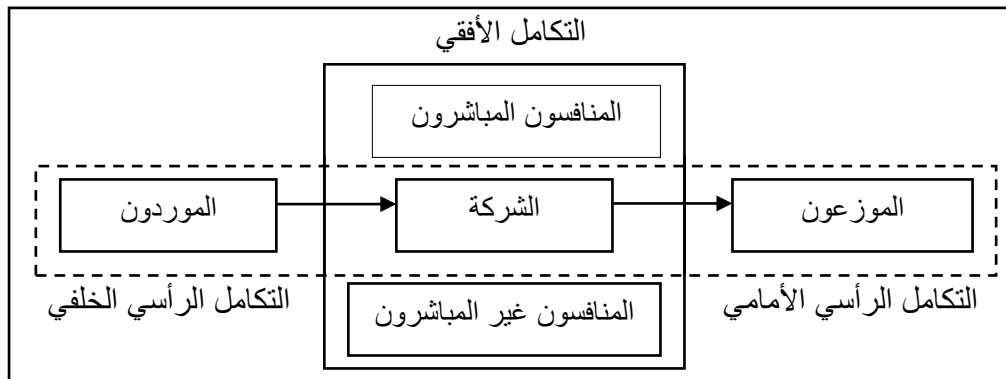 التكامل الأفقي
المنافسون المباشرون
الموزعون
الشركة
الموردون
التكامل الرأسي الأمامي
التكامل الرأسي الخلفي
المنافسون غير المباشرون